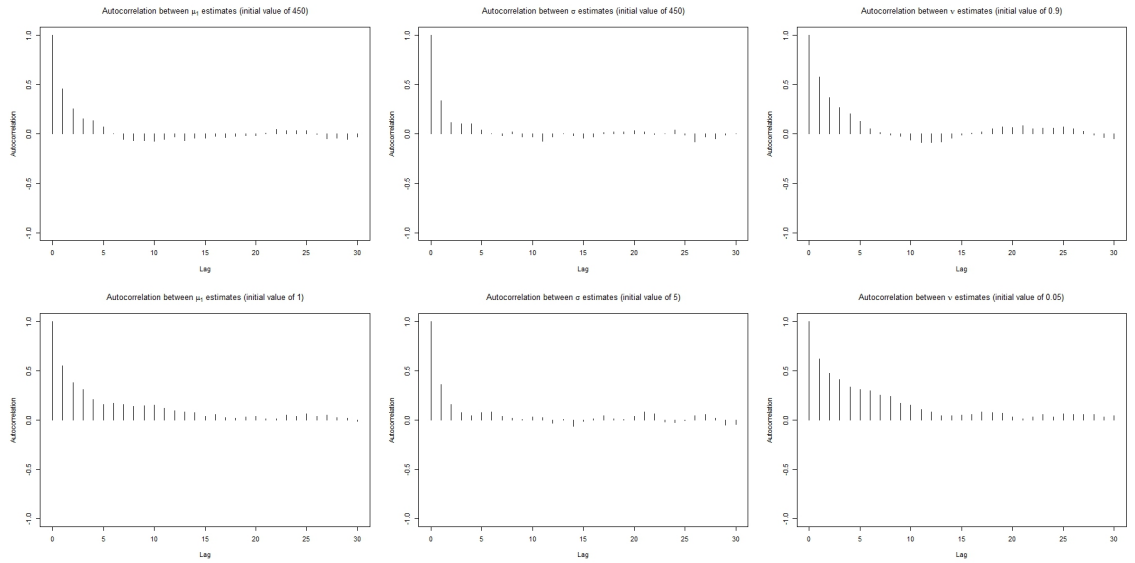 Autocorrelation between μ₁ estimates (initial value of 450)
Autocorrelation
1.0
0.5
0.0
-0.5
-1.0
0 5 10 15 20 25 30
Lag
Autocorrelation between σ estimates (initial value of 450)
Autocorrelation
1.0
0.5
0.0
-0.5
-1.0
0 5 10 15 20 25 30
Lag
Autocorrelation between ν estimates (initial value of 0.9)
Autocorrelation
1.0
0.5
0.0
-0.5
-1.0
0 5 10 15 20 25 30
Lag
Autocorrelation between μ₁ estimates (initial value of 1)
Autocorrelation
1.0
0.5
0.0
-0.5
-1.0
0 5 10 15 20 25 30
Lag
Autocorrelation between σ estimates (initial value of 5)
Autocorrelation
1.0
0.5
0.0
-0.5
-1.0
0 5 10 15 20 25 30
Lag
Autocorrelation between ν estimates (initial value of 0.05)
Autocorrelation
1.0
0.5
0.0
-0.5
-1.0
0 5 10 15 20 25 30
Lag